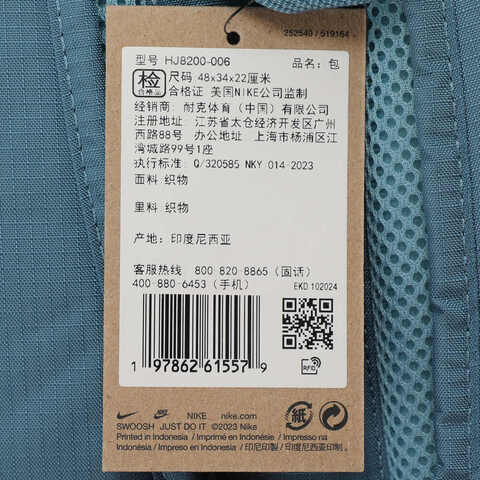 252540 / 519164
型号: HJ8200-006 品名: 包
检 合格证
尺码 48x34x22厘米
合格证 美国NIKE公司监制
经销商: 耐克体育（中国）有限公司
注册地址: 江苏省太仓经济开发区广州
西路88号 办公地址: 上海市杨浦区江
湾城路99号1座
执行标准: Q/320585 NKY 014-2023
面料: 织物
里料: 织物
产地: 印度尼西亚
客服热线 800 820 8865 (固话)
400-880-6453 (手机)
EKD 102024
RFID
1 97862 61557 9
NIKE nike.com
SWOOSH JUST DO IT ©2023 Nike
Printed in Indonesia / Imprimé en Indonésie /
Impreso en Indonesia / 印尼印製 / 印度尼西亚印制.
紙